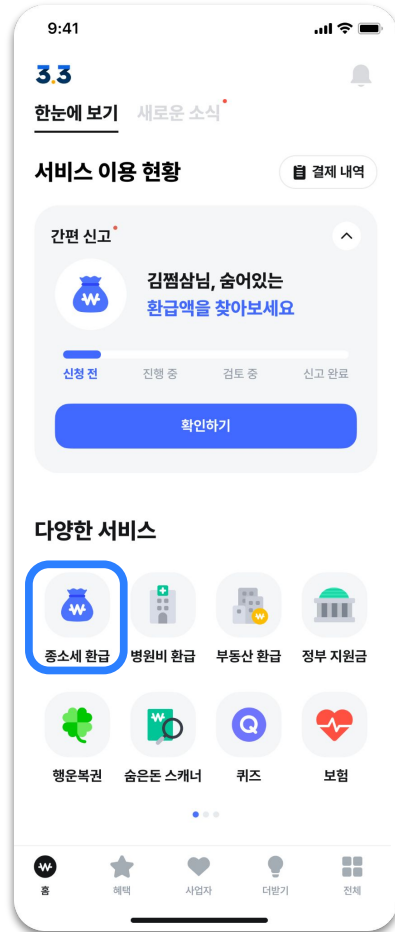 9:41
3.3
한눈에 보기 새로운 소식
서비스 이용 현황
결제 내역
간편 신고
김쩜삼님, 숨어있는
환급액을 찾아보세요
신청 전 진행 중 검토 중 신고 완료
확인하기
다양한 서비스
종소세 환급 병원비 환급 부동산 환급 정부 지원금
Q
행운복권 숨은돈 스캐너 퀴즈 보험
홈 혜택 사업자 더받기 전체